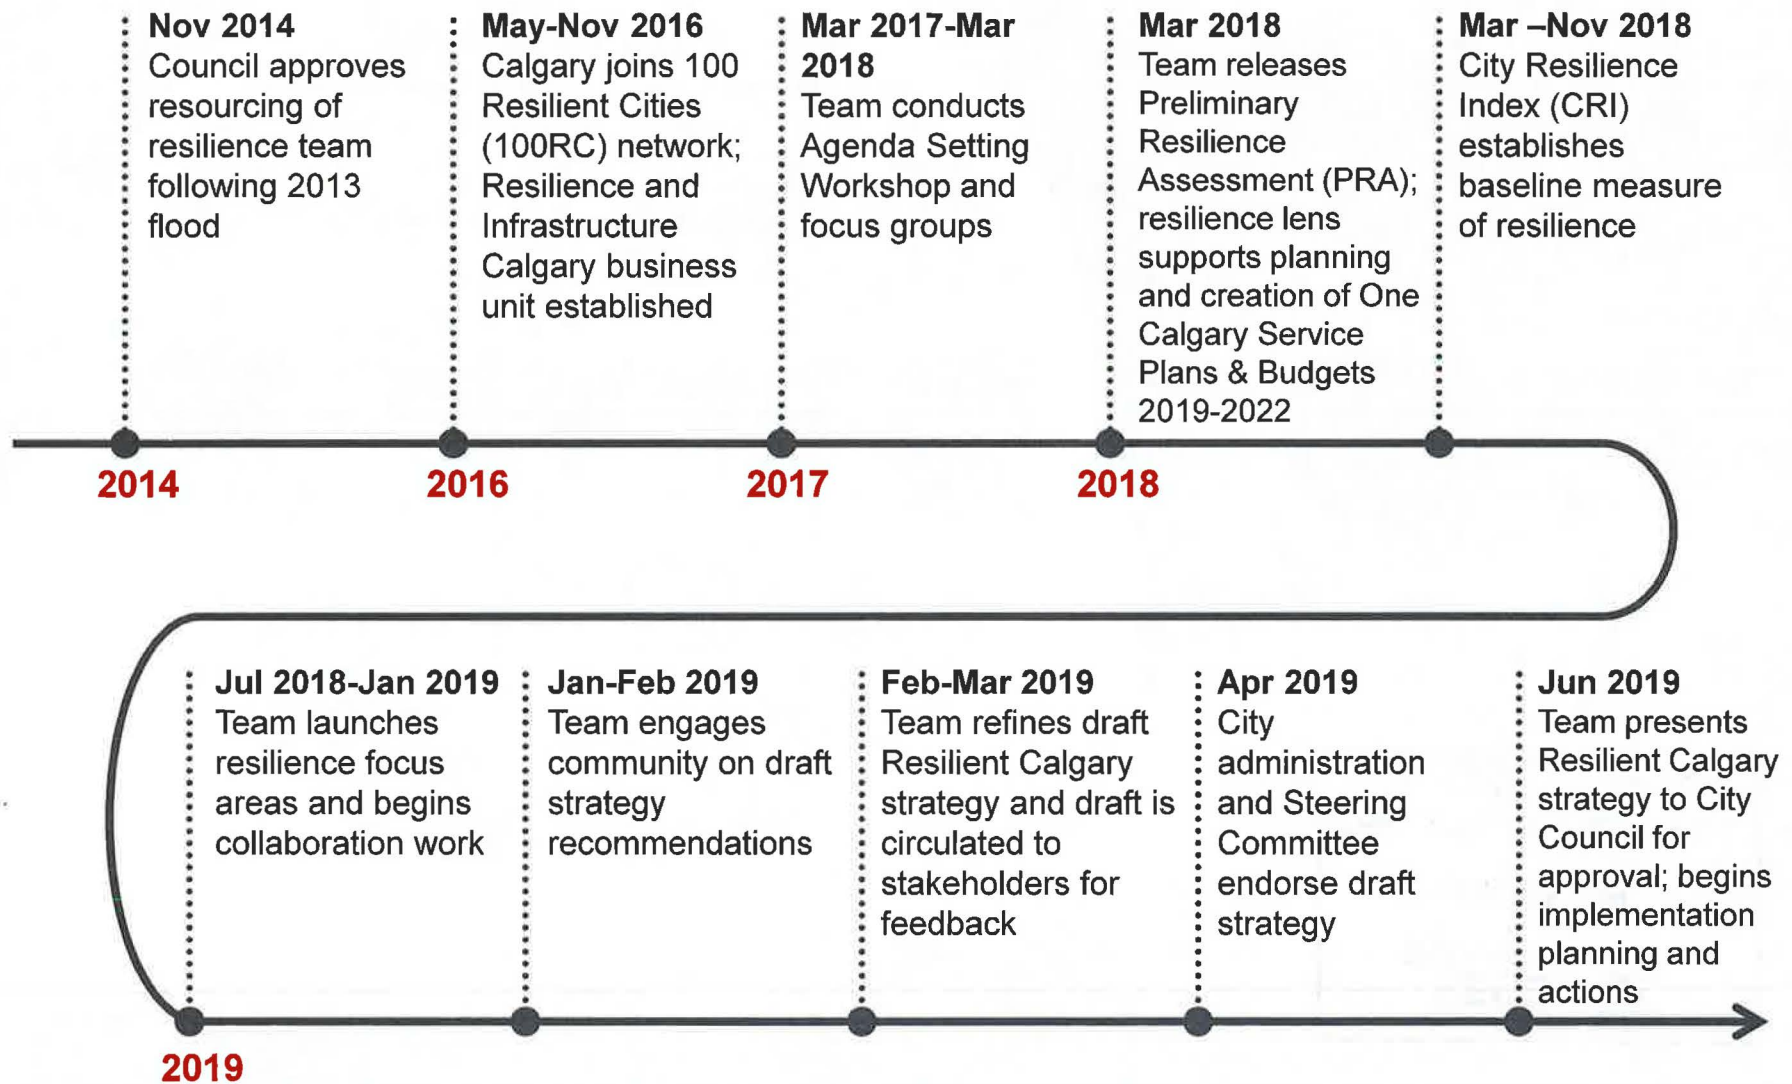 Nov 2014
Council approves
resourcing of
resilience team
following 2013
flood
May-Nov 2016
Calgary joins 100
Resilient Cities
(100RC) network;
Resilience and
Infrastructure
Calgary business
unit established
Mar 2017-Mar
2018
Team conducts
Agenda Setting
Workshop and
focus groups
Mar 2018
Team releases
Preliminary
Resilience
Assessment (PRA);
resilience lens
supports planning
and creation of One
Calgary Service
Plans & Budgets
2019-2022
Mar –Nov 2018
City Resilience
Index (CRI)
establishes
baseline measure
of resilience
2014
2016
2017
2018
Jul 2018-Jan 2019
Team launches
resilience focus
areas and begins
collaboration work
Jan-Feb 2019
Team engages
community on draft
strategy
recommendations
Feb-Mar 2019
Team refines draft
Resilient Calgary
strategy and draft is
circulated to
stakeholders for
feedback
Apr 2019
City
administration
and Steering
Committee
endorse draft
strategy
Jun 2019
Team presents
Resilient Calgary
strategy to City
Council for
approval; begins
implementation
planning and
actions
2019